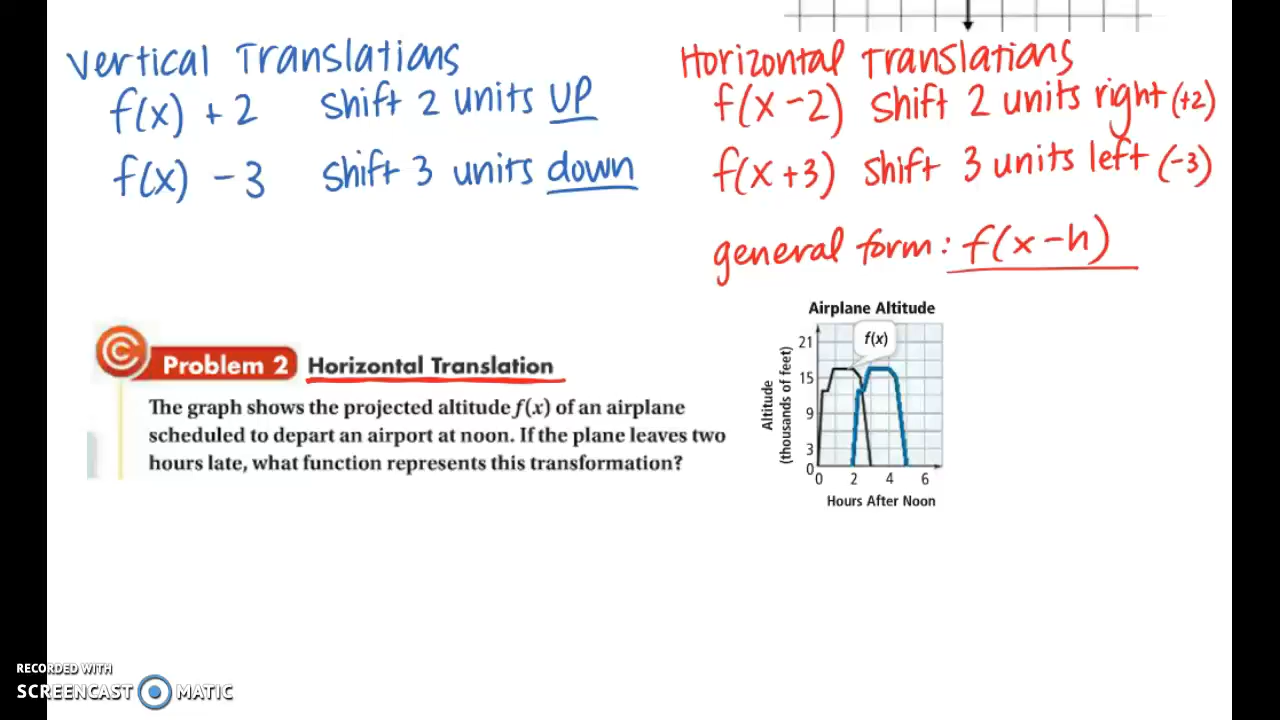 Vertical Translations
f(x) + 2 shift 2 units UP
f(x) - 3 shift 3 units down
Horizontal Translations
f(x - 2) shift 2 units right (+2)
f(x + 3) shift 3 units left (-3)
general form: f(x - h)
C Problem 2 Horizontal Translation
The graph shows the projected altitude f(x) of an airplane
scheduled to depart an airport at noon. If the plane leaves two
hours late, what function represents this transformation?
Airplane Altitude
f(x)
Altitude
(thousands of feet)
21
15
9
3
0
0 2 4 6
Hours After Noon
RECORDED WITH
SCREENCAST MATIC